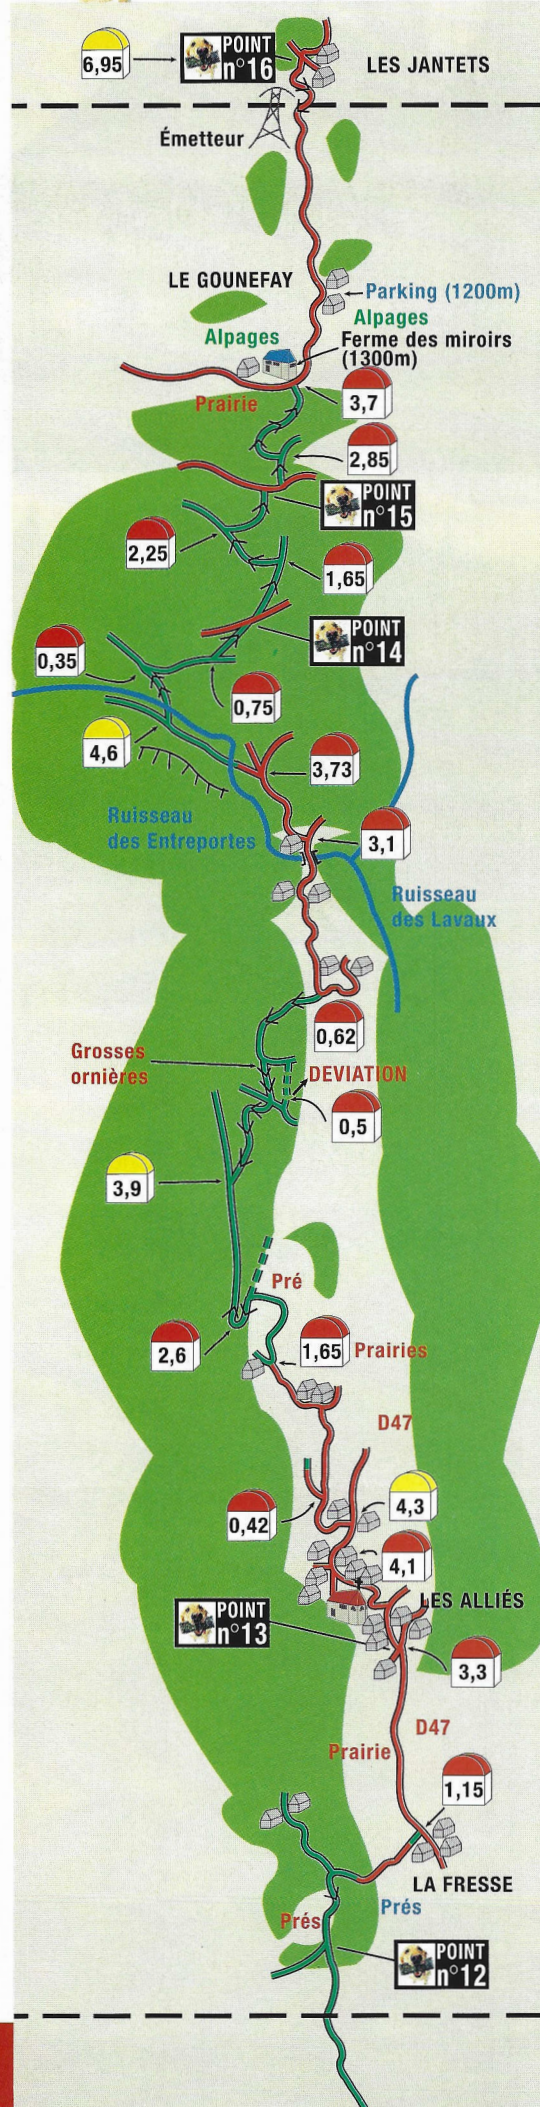 6,95
POINT
n°16
LES JANTETS
Émetteur
LE GOUNEFAY
Parking (1200m)
Alpages
Alpages
Ferme des miroirs
(1300m)
Prairie
3,7
2,85
POINT
n°15
2,25
1,65
POINT
n°14
0,35
0,75
4,6
3,73
Ruisseau
des Entreportes
3,1
Ruisseau
des Lavaux
0,62
Grosses
ornières
DEVIATION
0,5
3,9
Pré
2,6
1,65
Prairies
D47
4,3
0,42
4,1
LES ALLIÉS
POINT
n°13
3,3
D47
Prairie
1,15
LA FRESSE
Prés
Prés
POINT
n°12